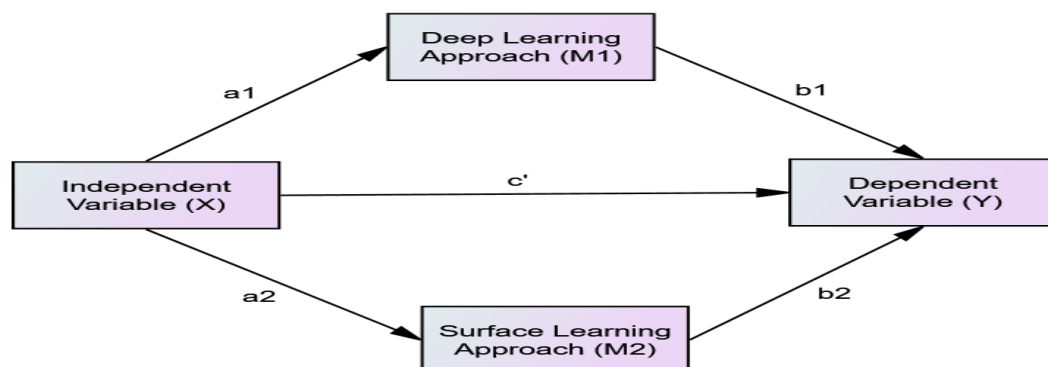 Deep Learning
Approach (M1)
a1
b1
Independent
Variable (X)
c'
Dependent
Variable (Y)
a2
b2
Surface Learning
Approach (M2)